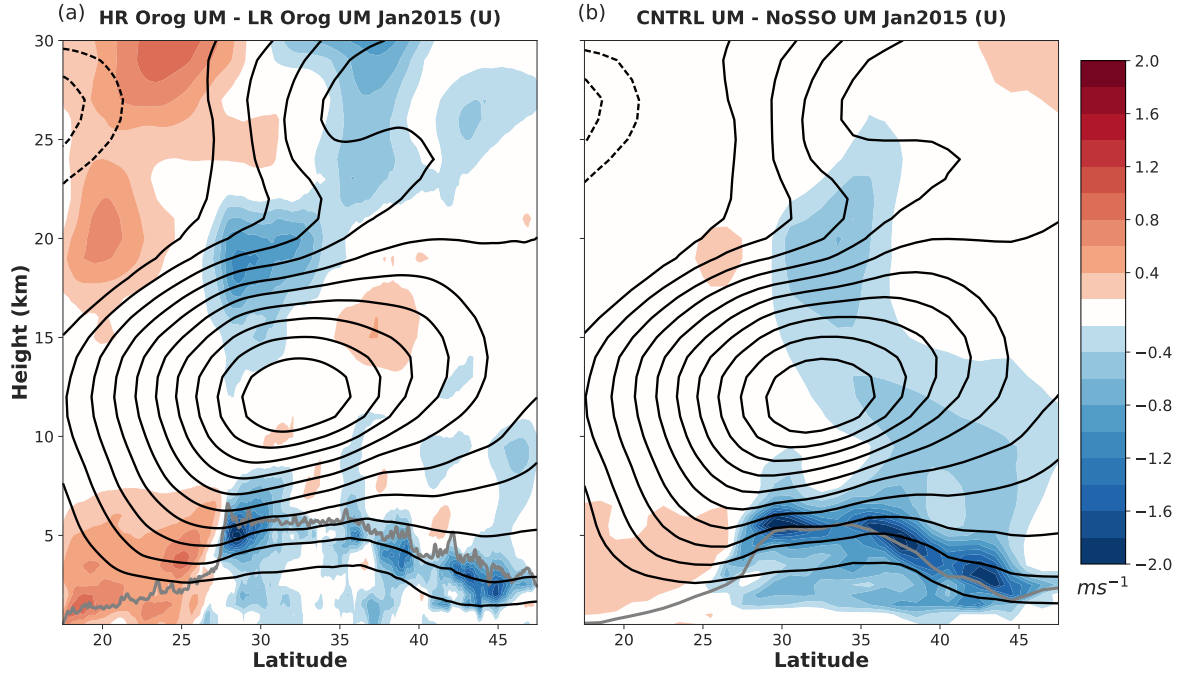 (a) HR Orog UM - LR Orog UM Jan2015 (U)
(b) CNTRL UM - NoSSO UM Jan2015 (U)
30
25
20
15
10
5
Height (km)
20 25 30 35 40 45
Latitude
20 25 30 35 40 45
Latitude
2.0
1.6
1.2
0.8
0.4
−0.4
−0.8
−1.2
−1.6
−2.0
ms⁻¹